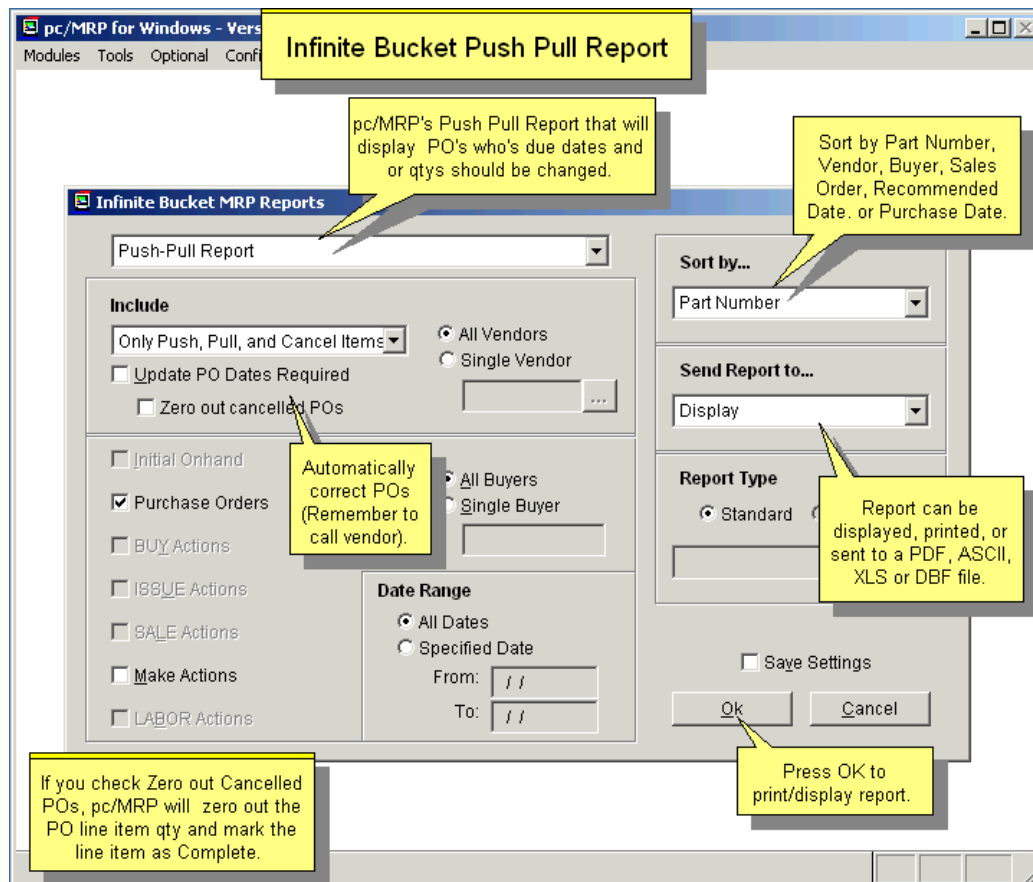 pc/MRP for Windows - Vers
Infinite Bucket Push Pull Report
Modules Tools Optional Confi
pc/MRP's Push Pull Report that will
display PO's who's due dates and
or qtys should be changed.
Sort by Part Number,
Vendor, Buyer, Sales
Order, Recommended
Date. or Purchase Date.
Infinite Bucket MRP Reports
Push-Pull Report
Sort by...
Part Number
Include
Only Push, Pull, and Cancel Items
All Vendors
Single Vendor
...
Update PO Dates Required
Zero out cancelled POs
Send Report to...
Display
Automatically
correct POs
(Remember to
call vendor).
Initial Onhand
Purchase Orders
BUY Actions
ISSUE Actions
SALE Actions
Make Actions
LABOR Actions
All Buyers
Single Buyer
Report Type
Standard
Report can be
displayed, printed, or
sent to a PDF, ASCII,
XLS or DBF file.
Date Range
All Dates
Specified Date
From: / /
To: / /
Save Settings
Ok Cancel
Press OK to
print/display report.
If you check Zero out Cancelled
POs, pc/MRP will zero out the
PO line item qty and mark the
line item as Complete.